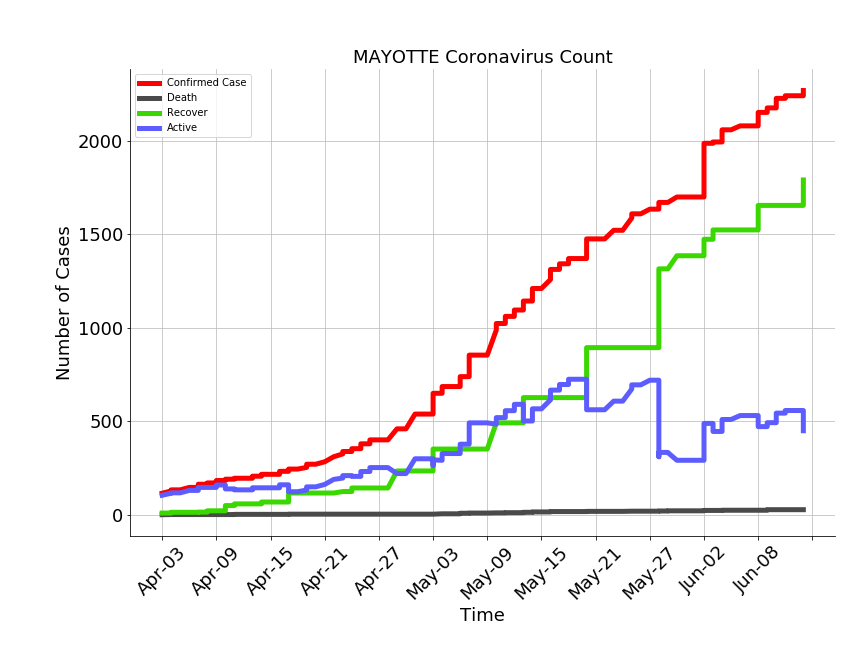 MAYOTTE Coronavirus Count
Confirmed Case
Death
Recover
Active
Number of Cases
2000
1500
1000
500
0
Apr-03
Apr-09
Apr-15
Apr-21
Apr-27
May-03
May-09
May-15
May-21
May-27
Jun-02
Jun-08
Time